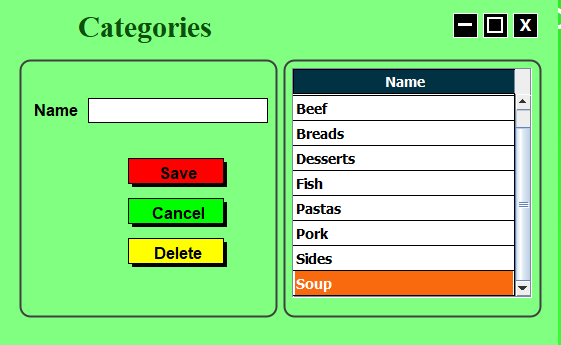 Categories
X
Name
Save
Cancel
Delete
Name
Beef
Breads
Desserts
Fish
Pastas
Pork
Sides
Soup